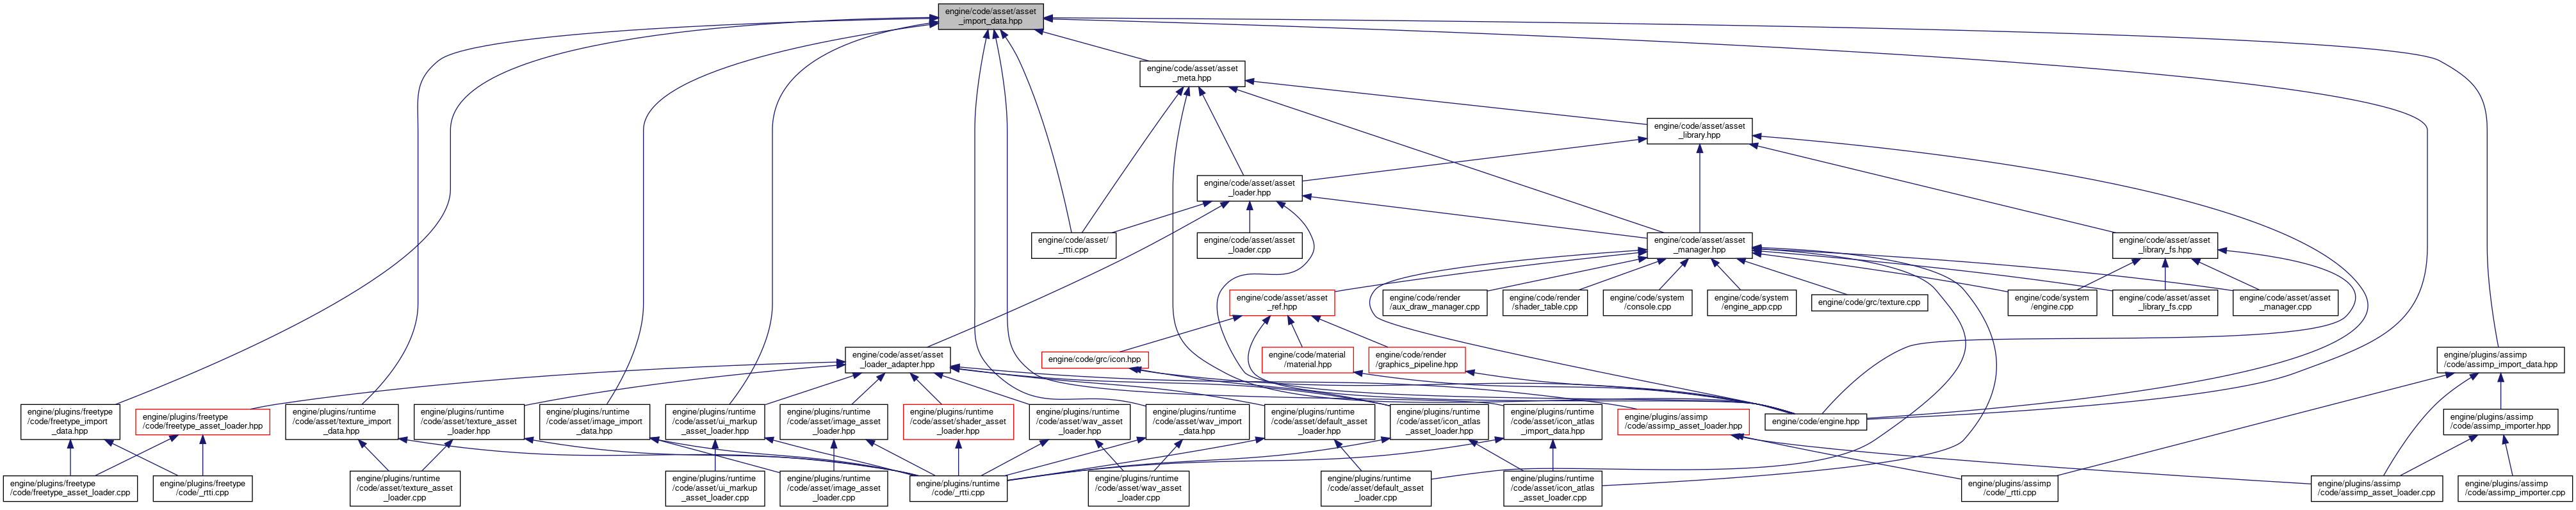 engine/code/asset/asset
_import_data.hpp
engine/code/asset/asset
_meta.hpp
engine/code/asset/asset
_library.hpp
engine/code/asset/asset
_loader.hpp
engine/code/asset/
_rtti.cpp
engine/code/asset/asset
_loader.cpp
engine/code/asset/asset
_manager.hpp
engine/code/asset/asset
_library_fs.hpp
engine/code/asset/asset
_ref.hpp
engine/code/render
/aux_draw_manager.cpp
engine/code/render
/shader_table.cpp
engine/code/system
/console.cpp
engine/code/system
/engine_app.cpp
engine/code/grc/texture.cpp
engine/code/system
/engine.cpp
engine/code/asset/asset
_library_fs.cpp
engine/code/asset/asset
_manager.cpp
engine/code/asset/asset
_loader_adapter.hpp
engine/code/grc/icon.hpp
engine/code/material
/material.hpp
engine/code/render
/graphics_pipeline.hpp
engine/plugins/assimp
/code/assimp_import_data.hpp
engine/plugins/freetype
/code/freetype_import
_data.hpp
engine/plugins/freetype
/code/freetype_asset_loader.hpp
engine/plugins/runtime
/code/asset/texture_import
_data.hpp
engine/plugins/runtime
/code/asset/texture_asset
_loader.hpp
engine/plugins/runtime
/code/asset/image_import
_data.hpp
engine/plugins/runtime
/code/asset/ui_markup
_asset_loader.hpp
engine/plugins/runtime
/code/asset/image_asset
_loader.hpp
engine/plugins/runtime
/code/asset/shader_asset
_loader.hpp
engine/plugins/runtime
/code/asset/wav_asset
_loader.hpp
engine/plugins/runtime
/code/asset/wav_import
_data.hpp
engine/plugins/runtime
/code/asset/default_asset
_loader.hpp
engine/plugins/runtime
/code/asset/icon_atlas
_asset_loader.hpp
engine/plugins/runtime
/code/asset/icon_atlas
_import_data.hpp
engine/plugins/assimp
/code/assimp_asset_loader.hpp
engine/code/engine.hpp
engine/plugins/assimp
/code/assimp_importer.hpp
engine/plugins/freetype
/code/freetype_asset_loader.cpp
engine/plugins/freetype
/code/_rtti.cpp
engine/plugins/runtime
/code/asset/texture_asset
_loader.cpp
engine/plugins/runtime
/code/asset/ui_markup
_asset_loader.cpp
engine/plugins/runtime
/code/asset/image_asset
_loader.cpp
engine/plugins/runtime
/code/_rtti.cpp
engine/plugins/runtime
/code/asset/wav_asset
_loader.cpp
engine/plugins/runtime
/code/asset/default_asset
_loader.cpp
engine/plugins/runtime
/code/asset/icon_atlas
_asset_loader.cpp
engine/plugins/assimp
/code/_rtti.cpp
engine/plugins/assimp
/code/assimp_asset_loader.cpp
engine/plugins/assimp
/code/assimp_importer.cpp